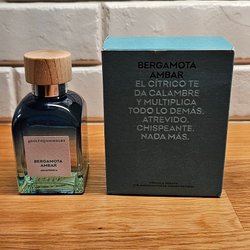 ADOLFO DOMINGUEZ
BERGAMOTA
AMBAR
BERGAMOTA
AMBAR
EL CÍTRICO TE
DA CALAMBRE
Y MULTIPLICA
TODO LO DEMÁS.
ATREVIDO.
CHISPEANTE.
NADA MÁS.